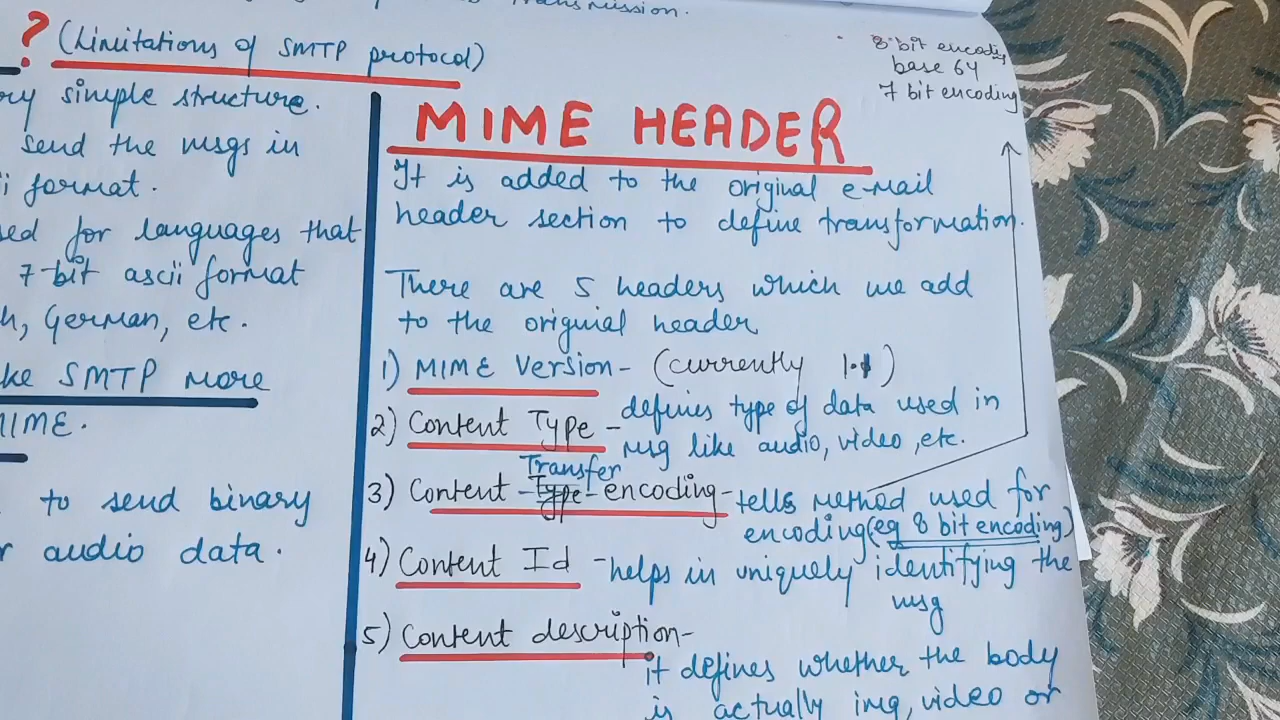 Transmission.
? (Limitations of SMTP protocol)
ry simple structure.
send the msgs in
ii format.
sed for languages that
7-bit ascii format
h, German, etc.
ke SMTP more
MIME.
to send binary
r audio data.
8 bit encoding
base 64
7 bit encoding
MIME HEADER
It is added to the original e-mail
header section to define transformation.
There are 5 headers which we add
to the original header
1) MIME Version - (currently 1.1)
2) Content Type - defines type of data used in
msg like audio, video, etc.
Transfer
3) Content - Type - encoding - tells method used for
encoding (eg 8 bit encoding)
4) Content Id - helps in uniquely identifying the
msg
5) Content description -
it defines whether the body
is actually img, video or